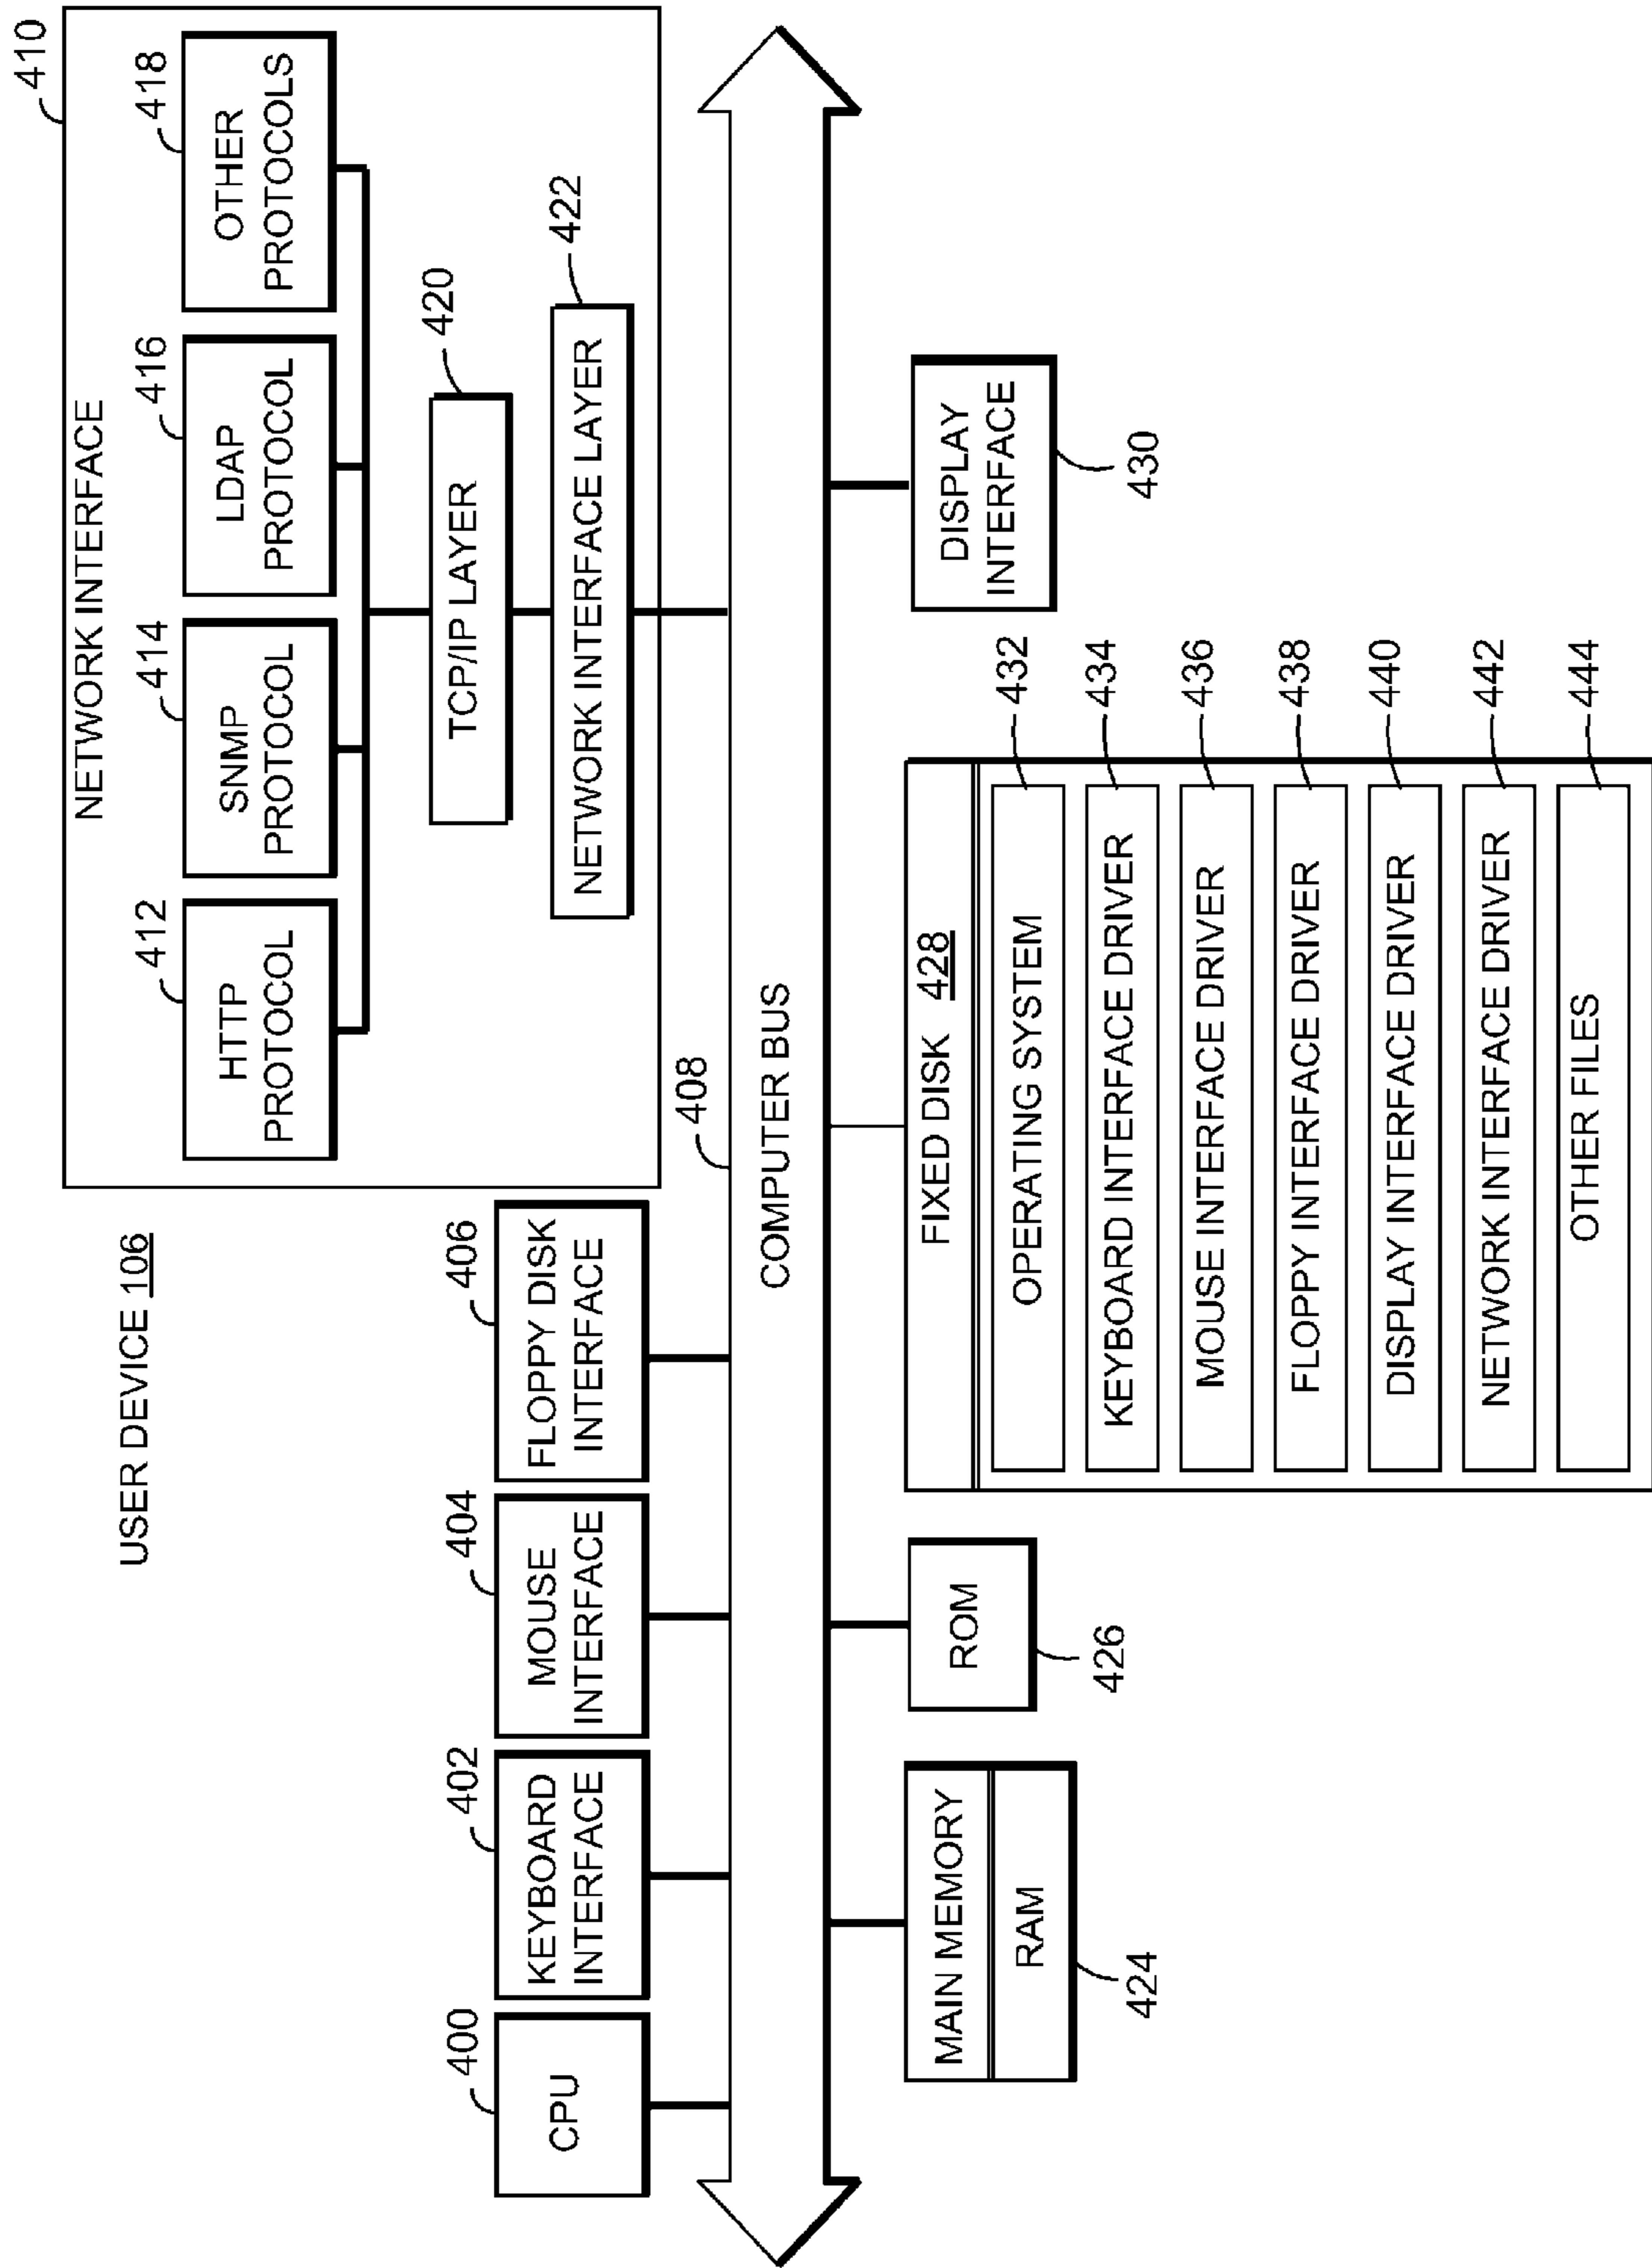 USER DEVICE 106
400
CPU
402
KEYBOARD
INTERFACE
404
MOUSE
INTERFACE
406
FLOPPY DISK
INTERFACE
410
NETWORK INTERFACE
412
HTTP
PROTOCOL
414
SNMP
PROTOCOL
416
LDAP
PROTOCOL
418
OTHER
PROTOCOLS
420
TCP/IP LAYER
422
NETWORK INTERFACE LAYER
408
COMPUTER BUS
MAIN MEMORY
RAM
424
ROM
426
FIXED DISK 428
OPERATING SYSTEM 432
KEYBOARD INTERFACE DRIVER 434
MOUSE INTERFACE DRIVER 436
FLOPPY INTERFACE DRIVER 438
DISPLAY INTERFACE DRIVER 440
NETWORK INTERFACE DRIVER 442
OTHER FILES 444
DISPLAY
INTERFACE
430